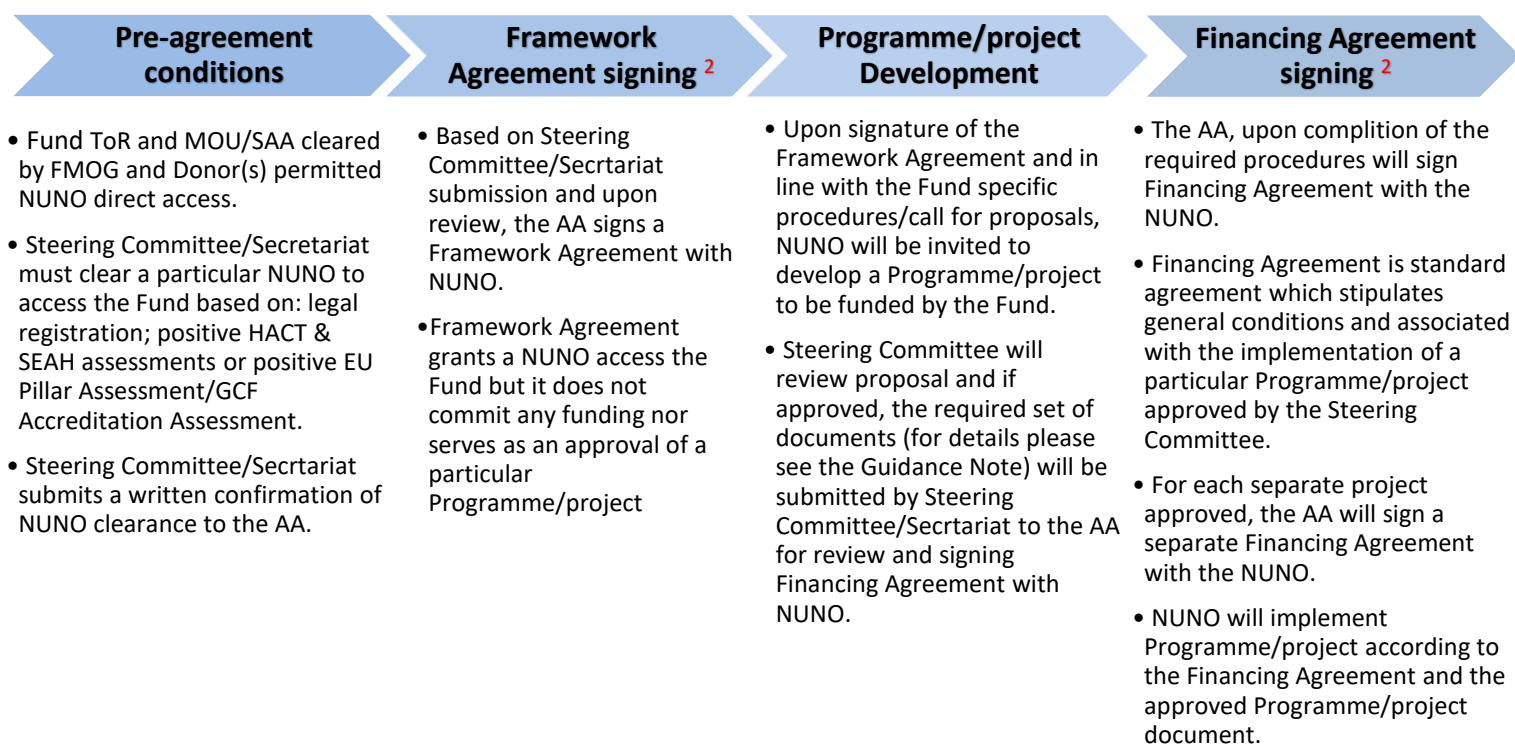 Pre-agreement
conditions
• Fund ToR and MOU/SAA cleared
by FMOG and Donor(s) permitted
NUNO direct access.
• Steering Committee/Secretariat
must clear a particular NUNO to
access the Fund based on: legal
registration; positive HACT &
SEAH assessments or positive EU
Pillar Assessment/GCF
Accreditation Assessment.
• Steering Committee/Secrtariat
submits a written confirmation of
NUNO clearance to the AA.
Framework
Agreement signing 2
• Based on Steering
Committee/Secrtariat
submission and upon
review, the AA signs a
Framework Agreement with
NUNO.
•Framework Agreement
grants a NUNO access the
Fund but it does not
commit any funding nor
serves as an approval of a
particular
Programme/project
Programme/project
Development
• Upon signature of the
Framework Agreement and in
line with the Fund specific
procedures/call for proposals,
NUNO will be invited to
develop a Programme/project
to be funded by the Fund.
• Steering Committee will
review proposal and if
approved, the required set of
documents (for details please
see the Guidance Note) will be
submitted by Steering
Committee/Secrtariat to the AA
for review and signing
Financing Agreement with
NUNO.
Financing Agreement
signing 2
• The AA, upon complition of the
required procedures will sign
Financing Agreement with the
NUNO.
• Financing Agreement is standard
agreement which stipulates
general conditions and associated
with the implementation of a
particular Programme/project
approved by the Steering
Committee.
• For each separate project
approved, the AA will sign a
separate Financing Agreement
with the NUNO.
• NUNO will implement
Programme/project according to
the Financing Agreement and the
approved Programme/project
document.